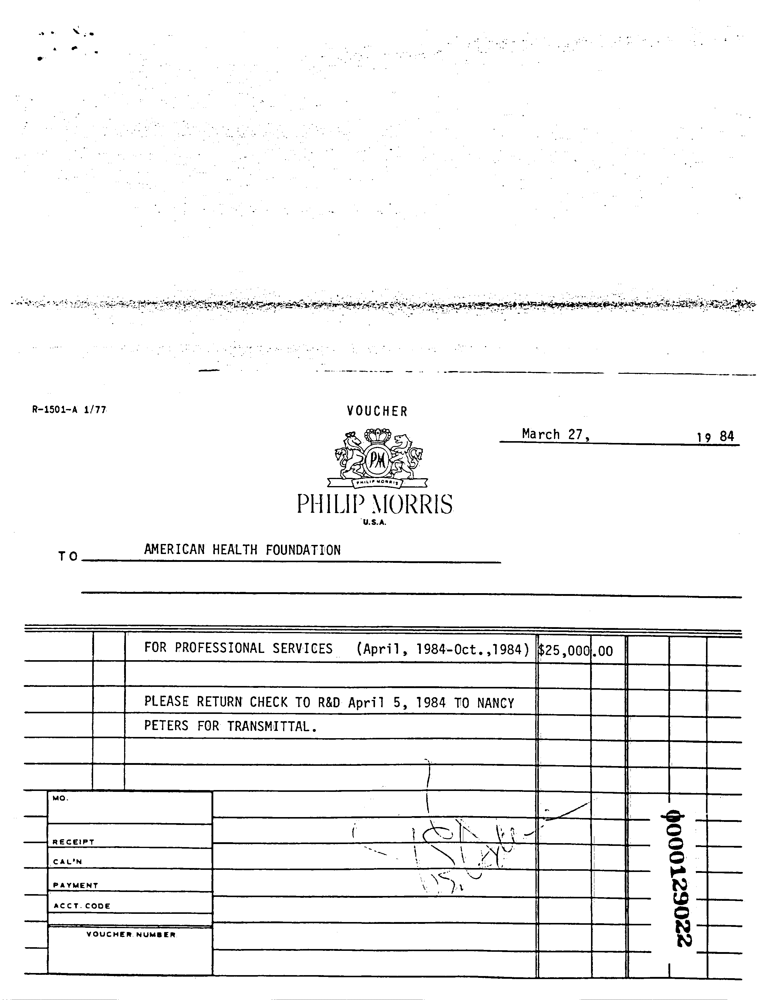 R-1501-A 1/77
VOUCHER
March 27, 19 84
PM
PHILIP MORRIS
PHILIP MORRIS
U.S.A.
TO AMERICAN HEALTH FOUNDATION
FOR PROFESSIONAL SERVICES (April, 1984-Oct.,1984) $25,000.00
PLEASE RETURN CHECK TO R&D April 5, 1984 TO NANCY
PETERS FOR TRANSMITTAL.
MO.
RECEIPT
CAL'N
PAYMENT
ACCT. CODE
VOUCHER NUMBER
0000129022